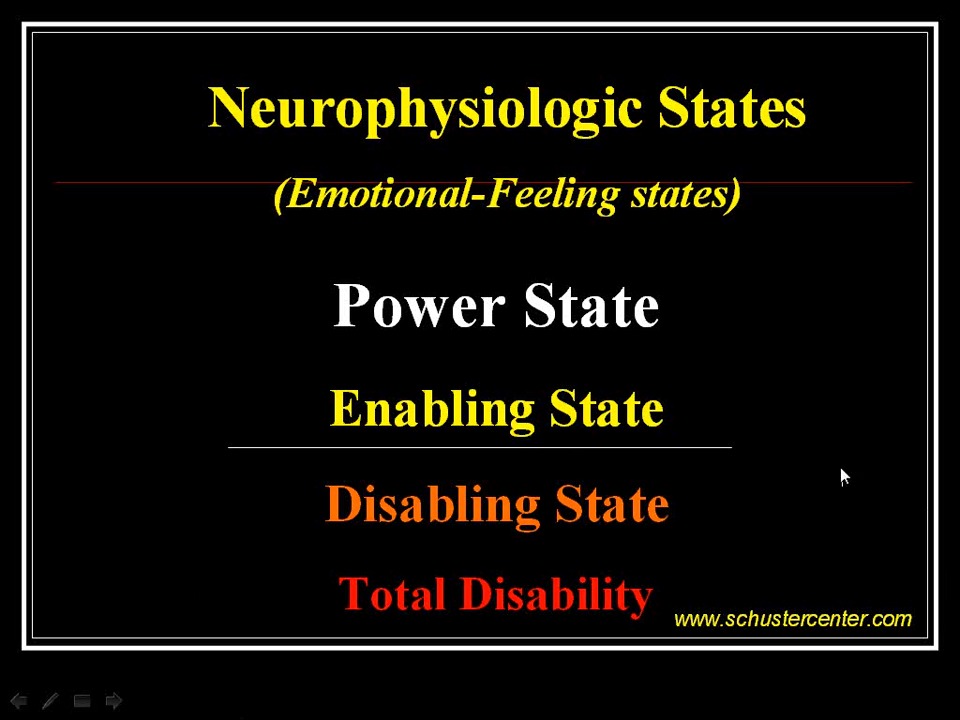 Neurophysiologic States
(Emotional-Feeling states)
Power State
Enabling State
Disabling State
Total Disability
www.schustercenter.com